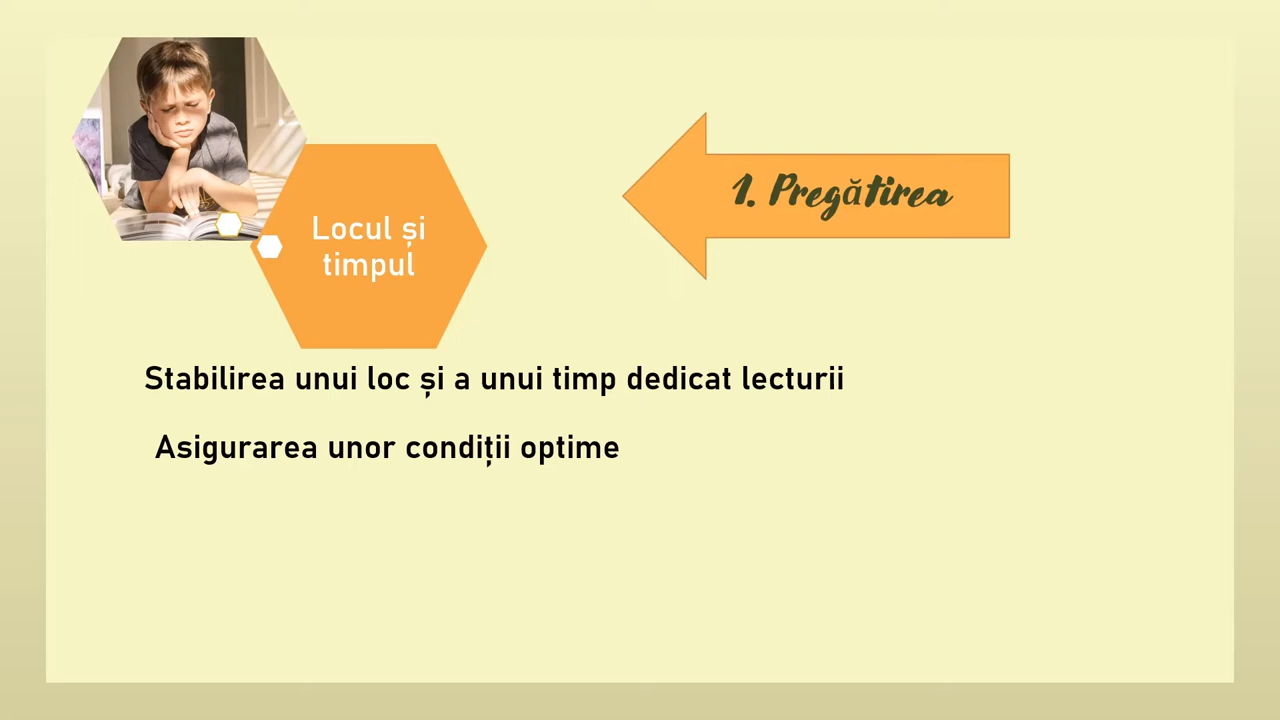 1. Pregătirea
Locul și
timpul
Stabilirea unui loc și a unui timp dedicat lecturii
Asigurarea unor condiții optime